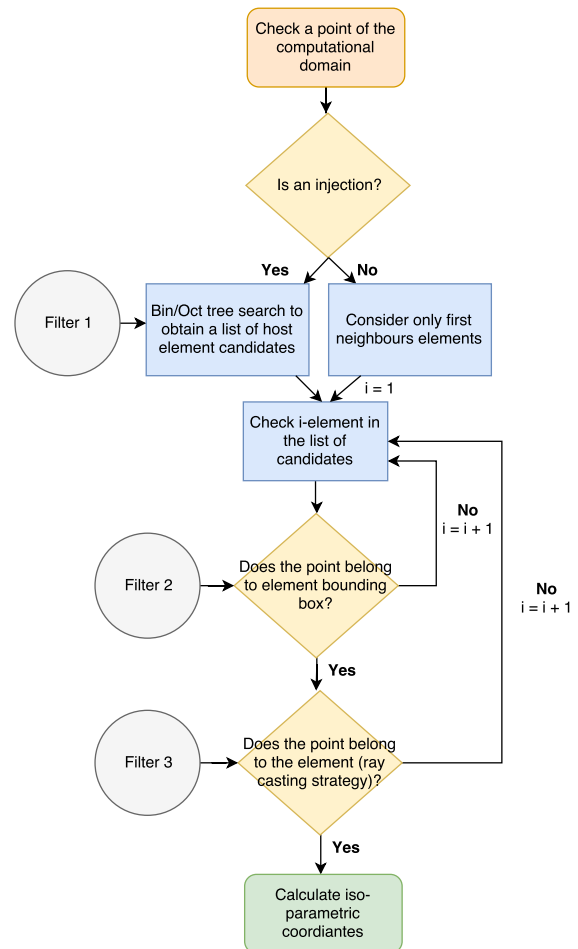 Check a point of the
computational
domain
Is an injection?
Yes
No
Filter 1
Bin/Oct tree search to
obtain a list of host
element candidates
Consider only first
neighbours elements
i = 1
Check i-element in
the list of
candidates
No
i = i + 1
Filter 2
Does the point belong
to element bounding
box?
No
i = i + 1
Yes
Filter 3
Does the point belong
to the element (ray
casting strategy)?
Yes
Calculate iso-
parametric
coordiantes